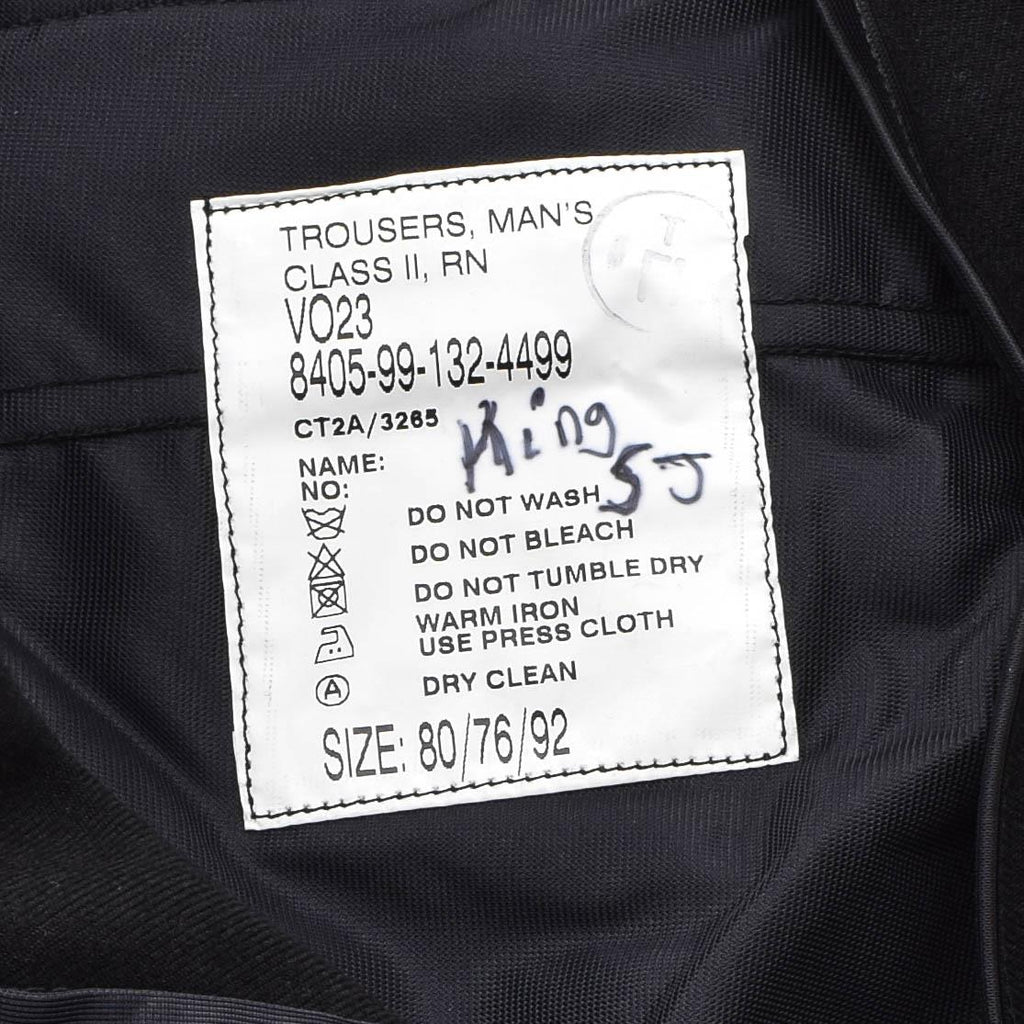 TROUSERS, MAN'S
CLASS II, RN
VO23
8405-99-132-4499
CT2A/3265
King
NAME:
SJ
NO:
DO NOT WASH
DO NOT BLEACH
DO NOT TUMBLE DRY
WARM IRON
USE PRESS CLOTH
A DRY CLEAN
SIZE: 80/76/92